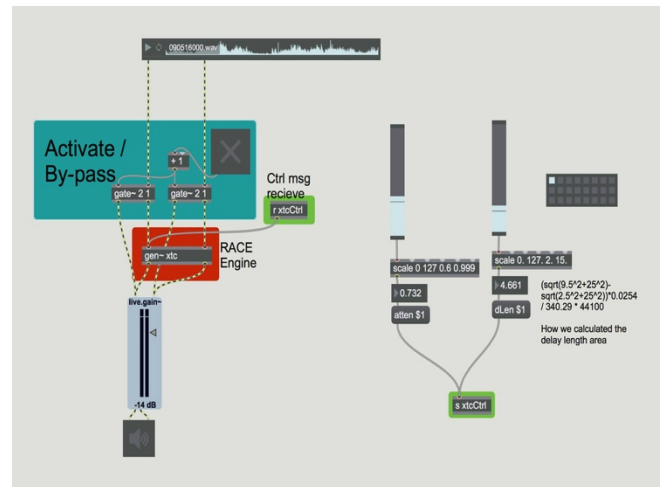 090516000.wav
Activate /
By-pass
+ 1
gate~ 2 1
gate~ 2 1
Ctrl msg
recieve
r xtcCtrl
gen~ xtc
RACE
Engine
live.gain~
-14 dB
scale 0 127 0.6 0.999
0.732
atten $1
scale 0. 127. 2. 15.
4.661
dLen $1
(sqrt(9.5^2+25^2)-
sqrt(2.5^2+25^2))*0.0254
/ 340.29 * 44100
How we calculated the
delay length area
s xtcCtrl